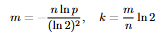 m = − n ln p / (ln 2)², k = m/n ln 2